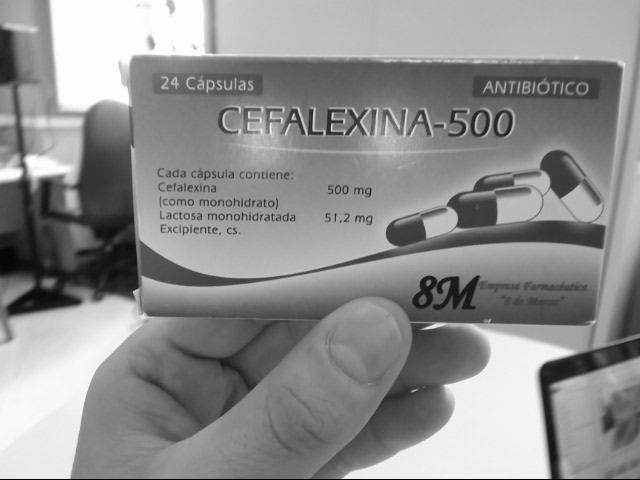 24 Cápsulas
ANTIBIÓTICO
CEFALEXINA-500
Cada cápsula contiene:
Cefalexina 500 mg
(como monohidrato)
Lactosa monohidratada 51,2 mg
Excipiente, cs.
8M Empresa Farmacéutica
"8 de Marzo"